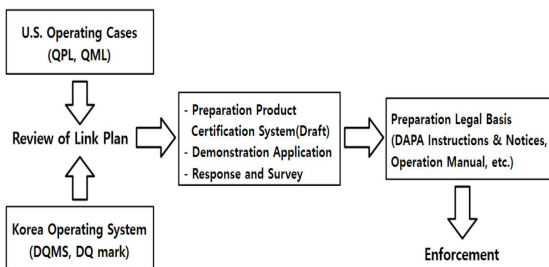 U.S. Operating Cases
(QPL, QML)
Review of Link Plan
Korea Operating System
(DQMS, DQ mark)
- Preparation Product
Certification System(Draft)
- Demonstration Application
- Response and Survey
Preparation Legal Basis
(DAPA Instructions & Notices,
Operation Manual, etc.)
Enforcement